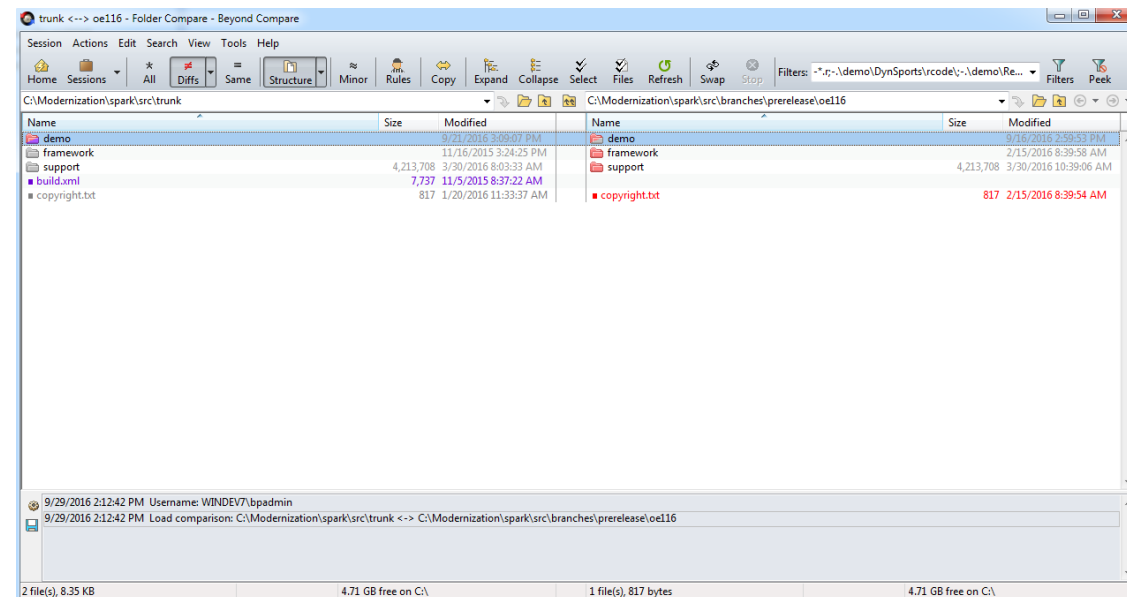 trunk <--> oe116 - Folder Compare - Beyond Compare
Session Actions Edit Search View Tools Help
Home Sessions All Diffs Same Structure Minor Rules Copy Expand Collapse Select Files Refresh Swap Stop Filters: -*.r;-.\demo\DynSports\rcode\;-.\demo\Re... Filters Peek
C:\Modernization\spark\src\trunk C:\Modernization\spark\src\branches\prerelease\oe116
Name Size Modified Name Size Modified
demo 9/21/2016 3:09:07 PM demo 9/16/2016 2:59:53 PM
framework 11/16/2015 3:24:25 PM framework 2/15/2016 8:39:58 AM
support 4,213,708 3/30/2016 8:03:33 AM support 4,213,708 3/30/2016 10:39:06 AM
build.xml 7,737 11/5/2015 8:37:22 AM
copyright.txt 817 1/20/2016 11:33:37 AM copyright.txt 817 2/15/2016 8:39:54 AM
9/29/2016 2:12:42 PM Username: WINDEV7\bpadmin
9/29/2016 2:12:42 PM Load comparison: C:\Modernization\spark\src\trunk <-> C:\Modernization\spark\src\branches\prerelease\oe116
2 file(s), 8.35 KB 4.71 GB free on C:\ 1 file(s), 817 bytes 4.71 GB free on C:\